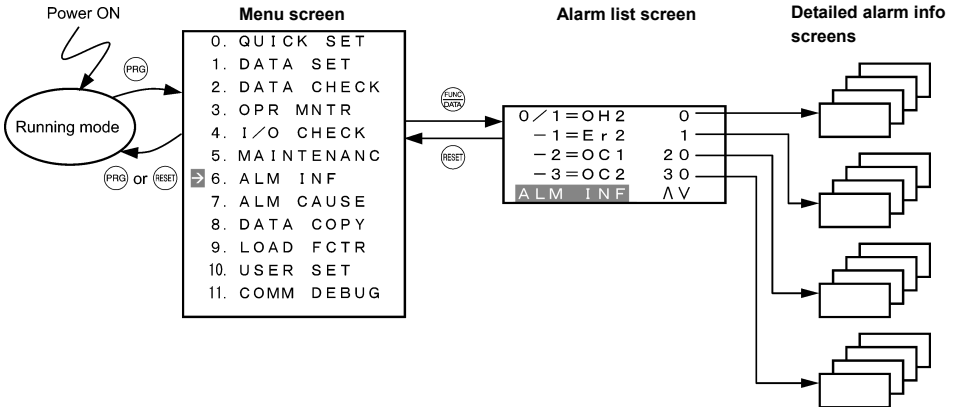 Power ON
Menu screen
Alarm list screen
Detailed alarm info
screens
PRG
Running mode
PRG or RESET
0. QUICK SET
1. DATA SET
2. DATA CHECK
3. OPR MNTR
4. I/O CHECK
5. MAINTENANC
→ 6. ALM INF
7. ALM CAUSE
8. DATA COPY
9. LOAD FCTR
10. USER SET
11. COMM DEBUG
FUNC
DATA
RESET
0/1=OH2 0
-1=Er2 1
-2=OC1 20
-3=OC2 30
ALM INF ΛV